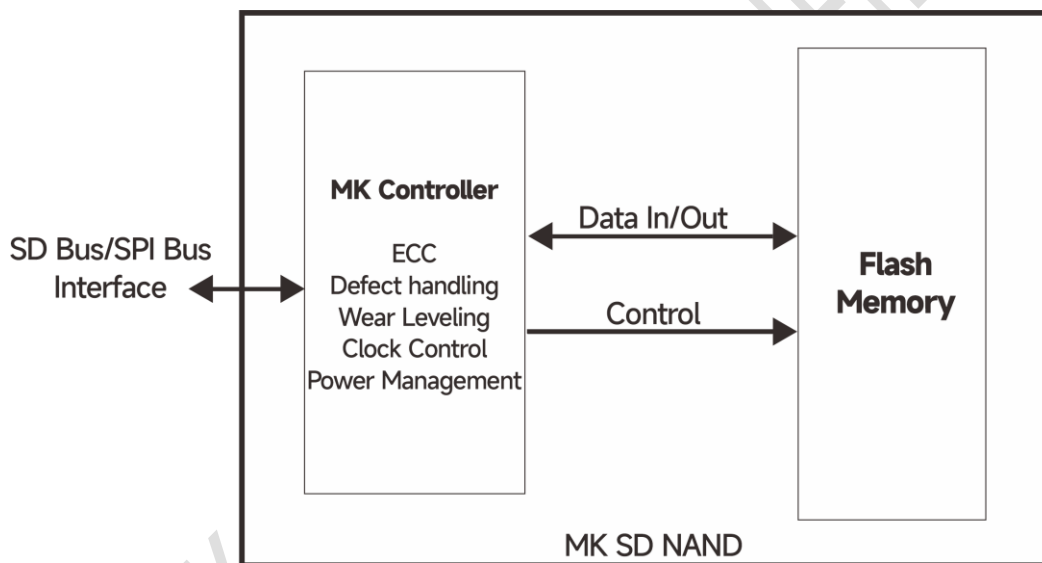 SD Bus/SPI Bus
Interface
MK Controller
ECC
Defect handling
Wear Leveling
Clock Control
Power Management
Data In/Out
Control
Flash
Memory
MK SD NAND